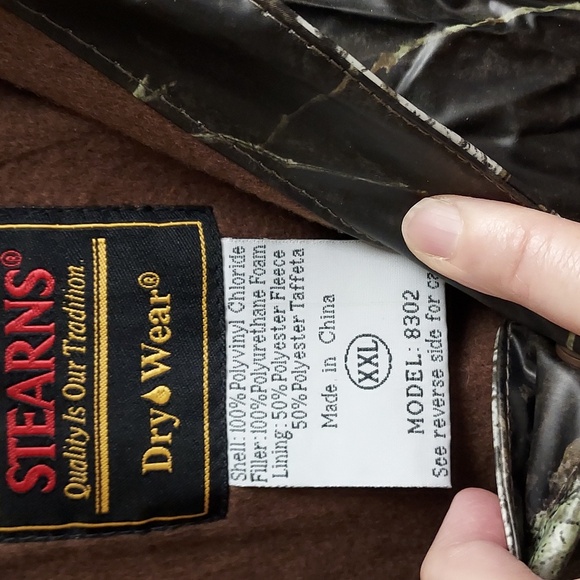 STEARNS®
Quality Is Our Tradition.
Dry Wear®
Shell: 100% Polyvinyl Chloride
Filler: 100% Polyurethane Foam
Lining: 50% Polyester Fleece
50% Polyester Taffeta
Made in China
XXL
MODEL: 8302
See reverse side for